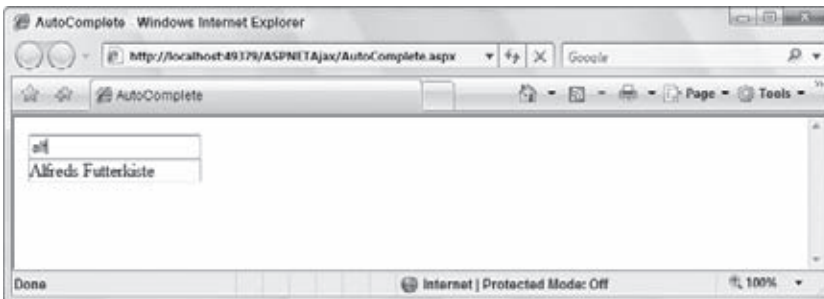 AutoComplete Windows Internet Explorer
http://localhost:49379/ASPNETAjax/AutoComplete.aspx
Google
AutoComplete
Page
Tools
alf
Alfreds Futterkiste
Done
Internet | Protected Mode: Off
100%